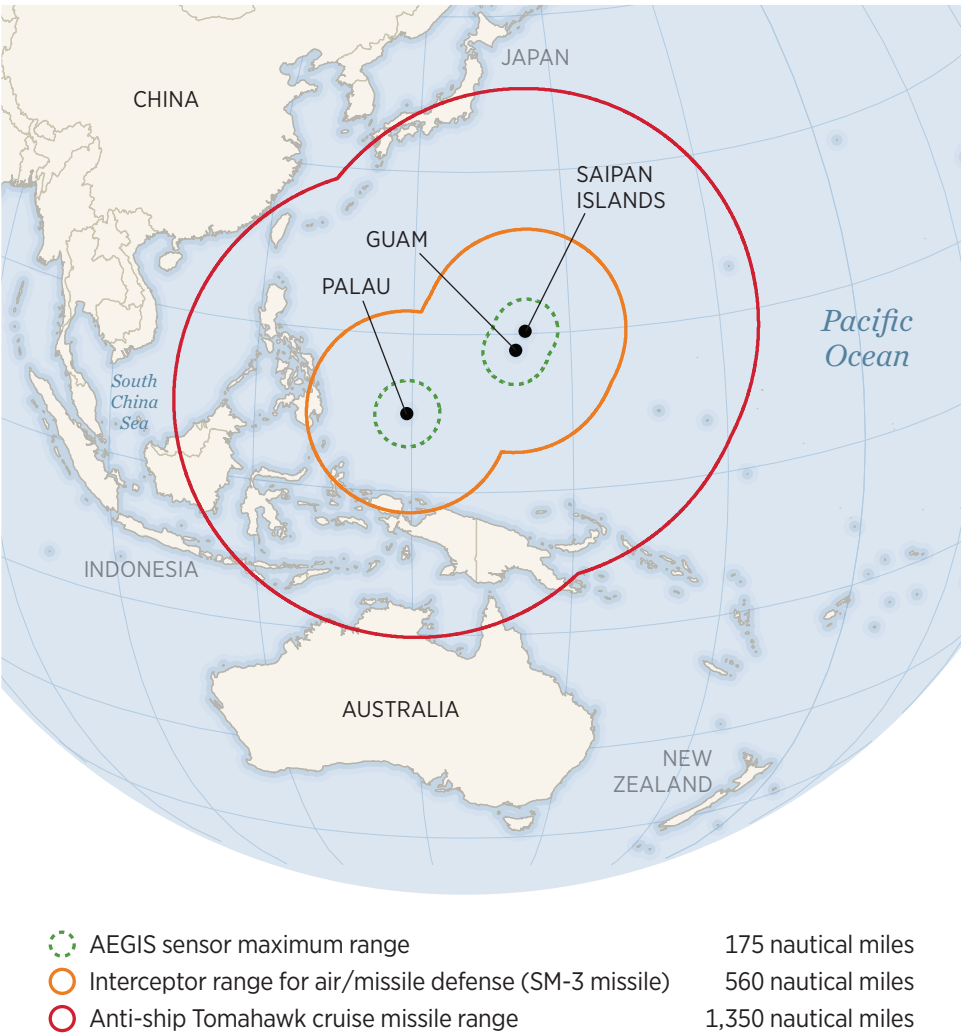 JAPAN
CHINA
SAIPAN
ISLANDS
GUAM
PALAU
Pacific
Ocean
South
China
Sea
INDONESIA
AUSTRALIA
NEW
ZEALAND
AEGIS sensor maximum range 175 nautical miles
Interceptor range for air/missile defense (SM-3 missile) 560 nautical miles
Anti-ship Tomahawk cruise missile range 1,350 nautical miles